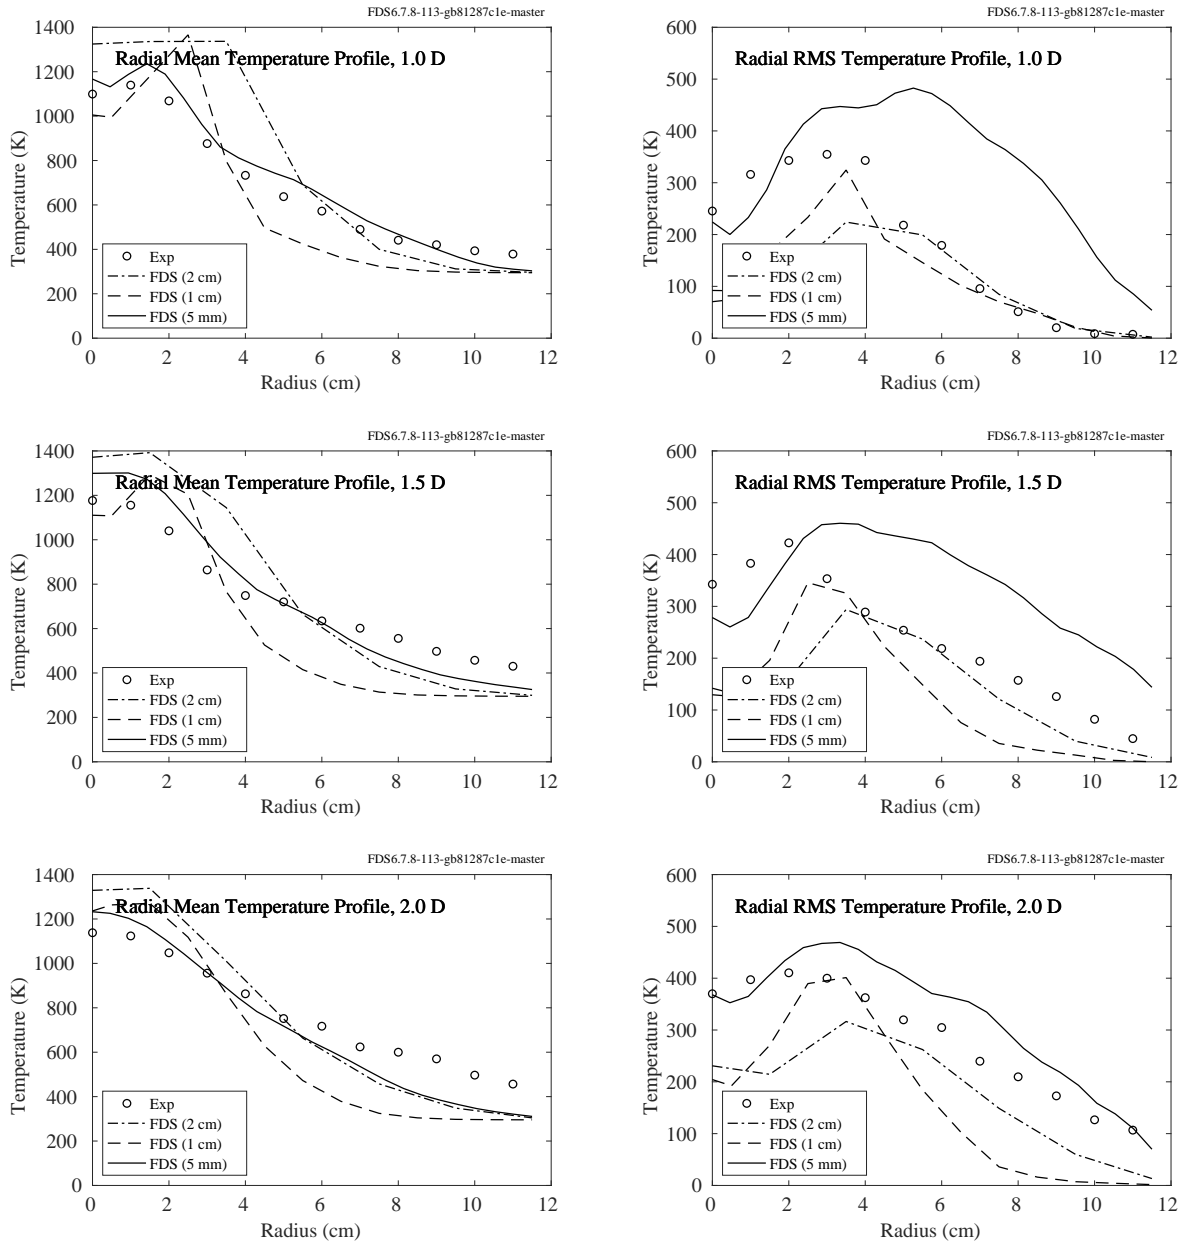 FDS6.7.8-113-gb81287c1e-master
Radial Mean Temperature Profile, 1.0 D
Temperature (K)
1400
1200
1000
800
600
400
200
0
Exp
FDS (2 cm)
FDS (1 cm)
FDS (5 mm)
0 2 4 6 8 10 12
Radius (cm)
FDS6.7.8-113-gb81287c1e-master
Radial RMS Temperature Profile, 1.0 D
Temperature (K)
600
500
400
300
200
100
0
Exp
FDS (2 cm)
FDS (1 cm)
FDS (5 mm)
0 2 4 6 8 10 12
Radius (cm)
FDS6.7.8-113-gb81287c1e-master
Radial Mean Temperature Profile, 1.5 D
Temperature (K)
1400
1200
1000
800
600
400
200
0
Exp
FDS (2 cm)
FDS (1 cm)
FDS (5 mm)
0 2 4 6 8 10 12
Radius (cm)
FDS6.7.8-113-gb81287c1e-master
Radial RMS Temperature Profile, 1.5 D
Temperature (K)
600
500
400
300
200
100
0
Exp
FDS (2 cm)
FDS (1 cm)
FDS (5 mm)
0 2 4 6 8 10 12
Radius (cm)
FDS6.7.8-113-gb81287c1e-master
Radial Mean Temperature Profile, 2.0 D
Temperature (K)
1400
1200
1000
800
600
400
200
0
Exp
FDS (2 cm)
FDS (1 cm)
FDS (5 mm)
0 2 4 6 8 10 12
Radius (cm)
FDS6.7.8-113-gb81287c1e-master
Radial RMS Temperature Profile, 2.0 D
Temperature (K)
600
500
400
300
200
100
0
Exp
FDS (2 cm)
FDS (1 cm)
FDS (5 mm)
0 2 4 6 8 10 12
Radius (cm)